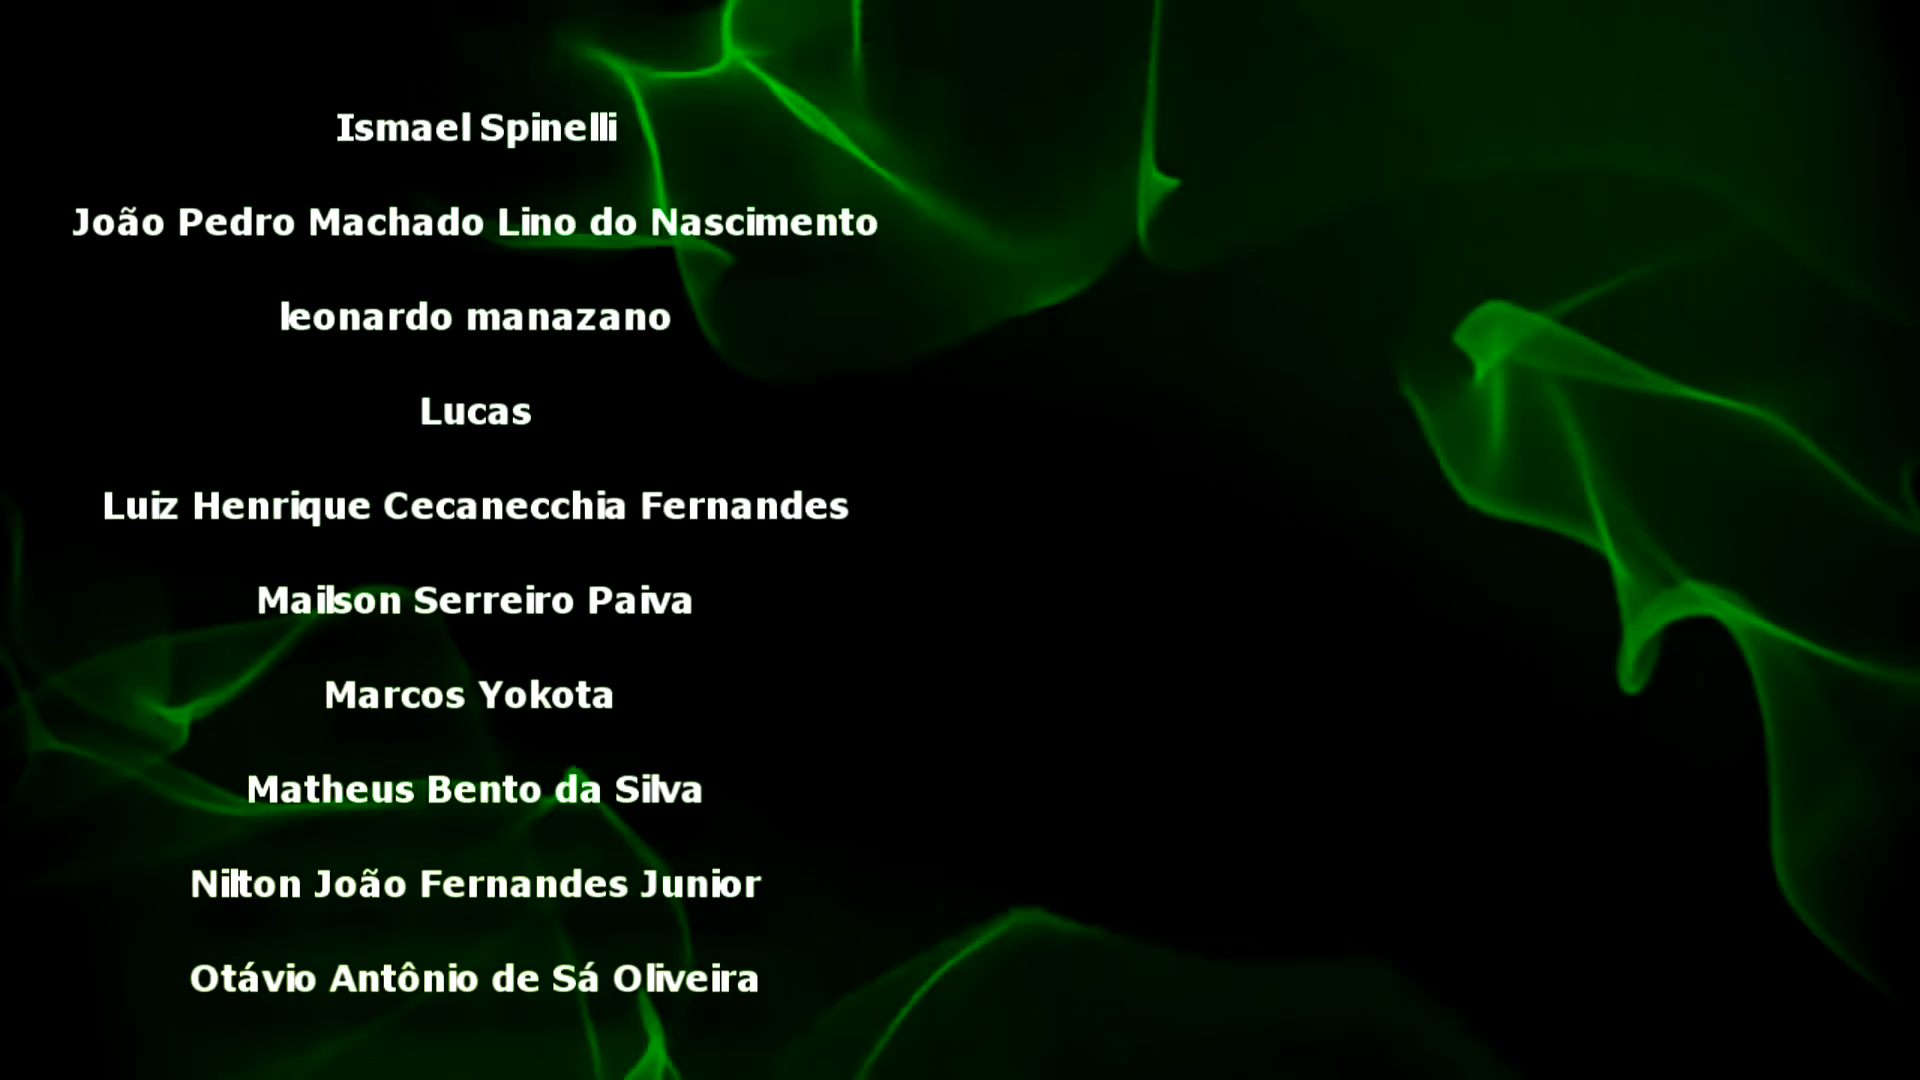 Ismael Spinelli
João Pedro Machado Lino do Nascimento
leonardo manazano
Lucas
Luiz Henrique Cecanecchia Fernandes
Mailson Serreiro Paiva
Marcos Yokota
Matheus Bento da Silva
Nilton João Fernandes Junior
Otávio Antônio de Sá Oliveira